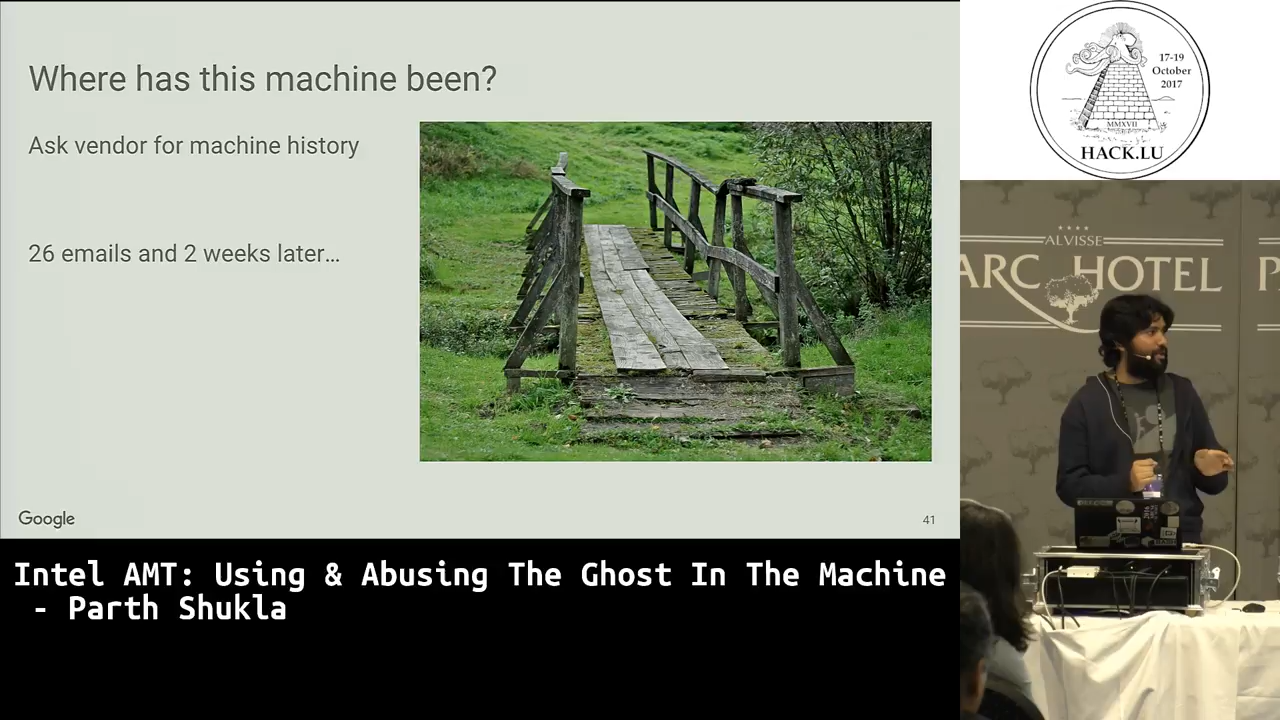 Where has this machine been?
Ask vendor for machine history
26 emails and 2 weeks later…
Google
41
17-19
October
2017
MMXVII
HACK.LU
ALVISSE
ARC HOTEL P
Intel AMT: Using & Abusing The Ghost In The Machine
- Parth Shukla